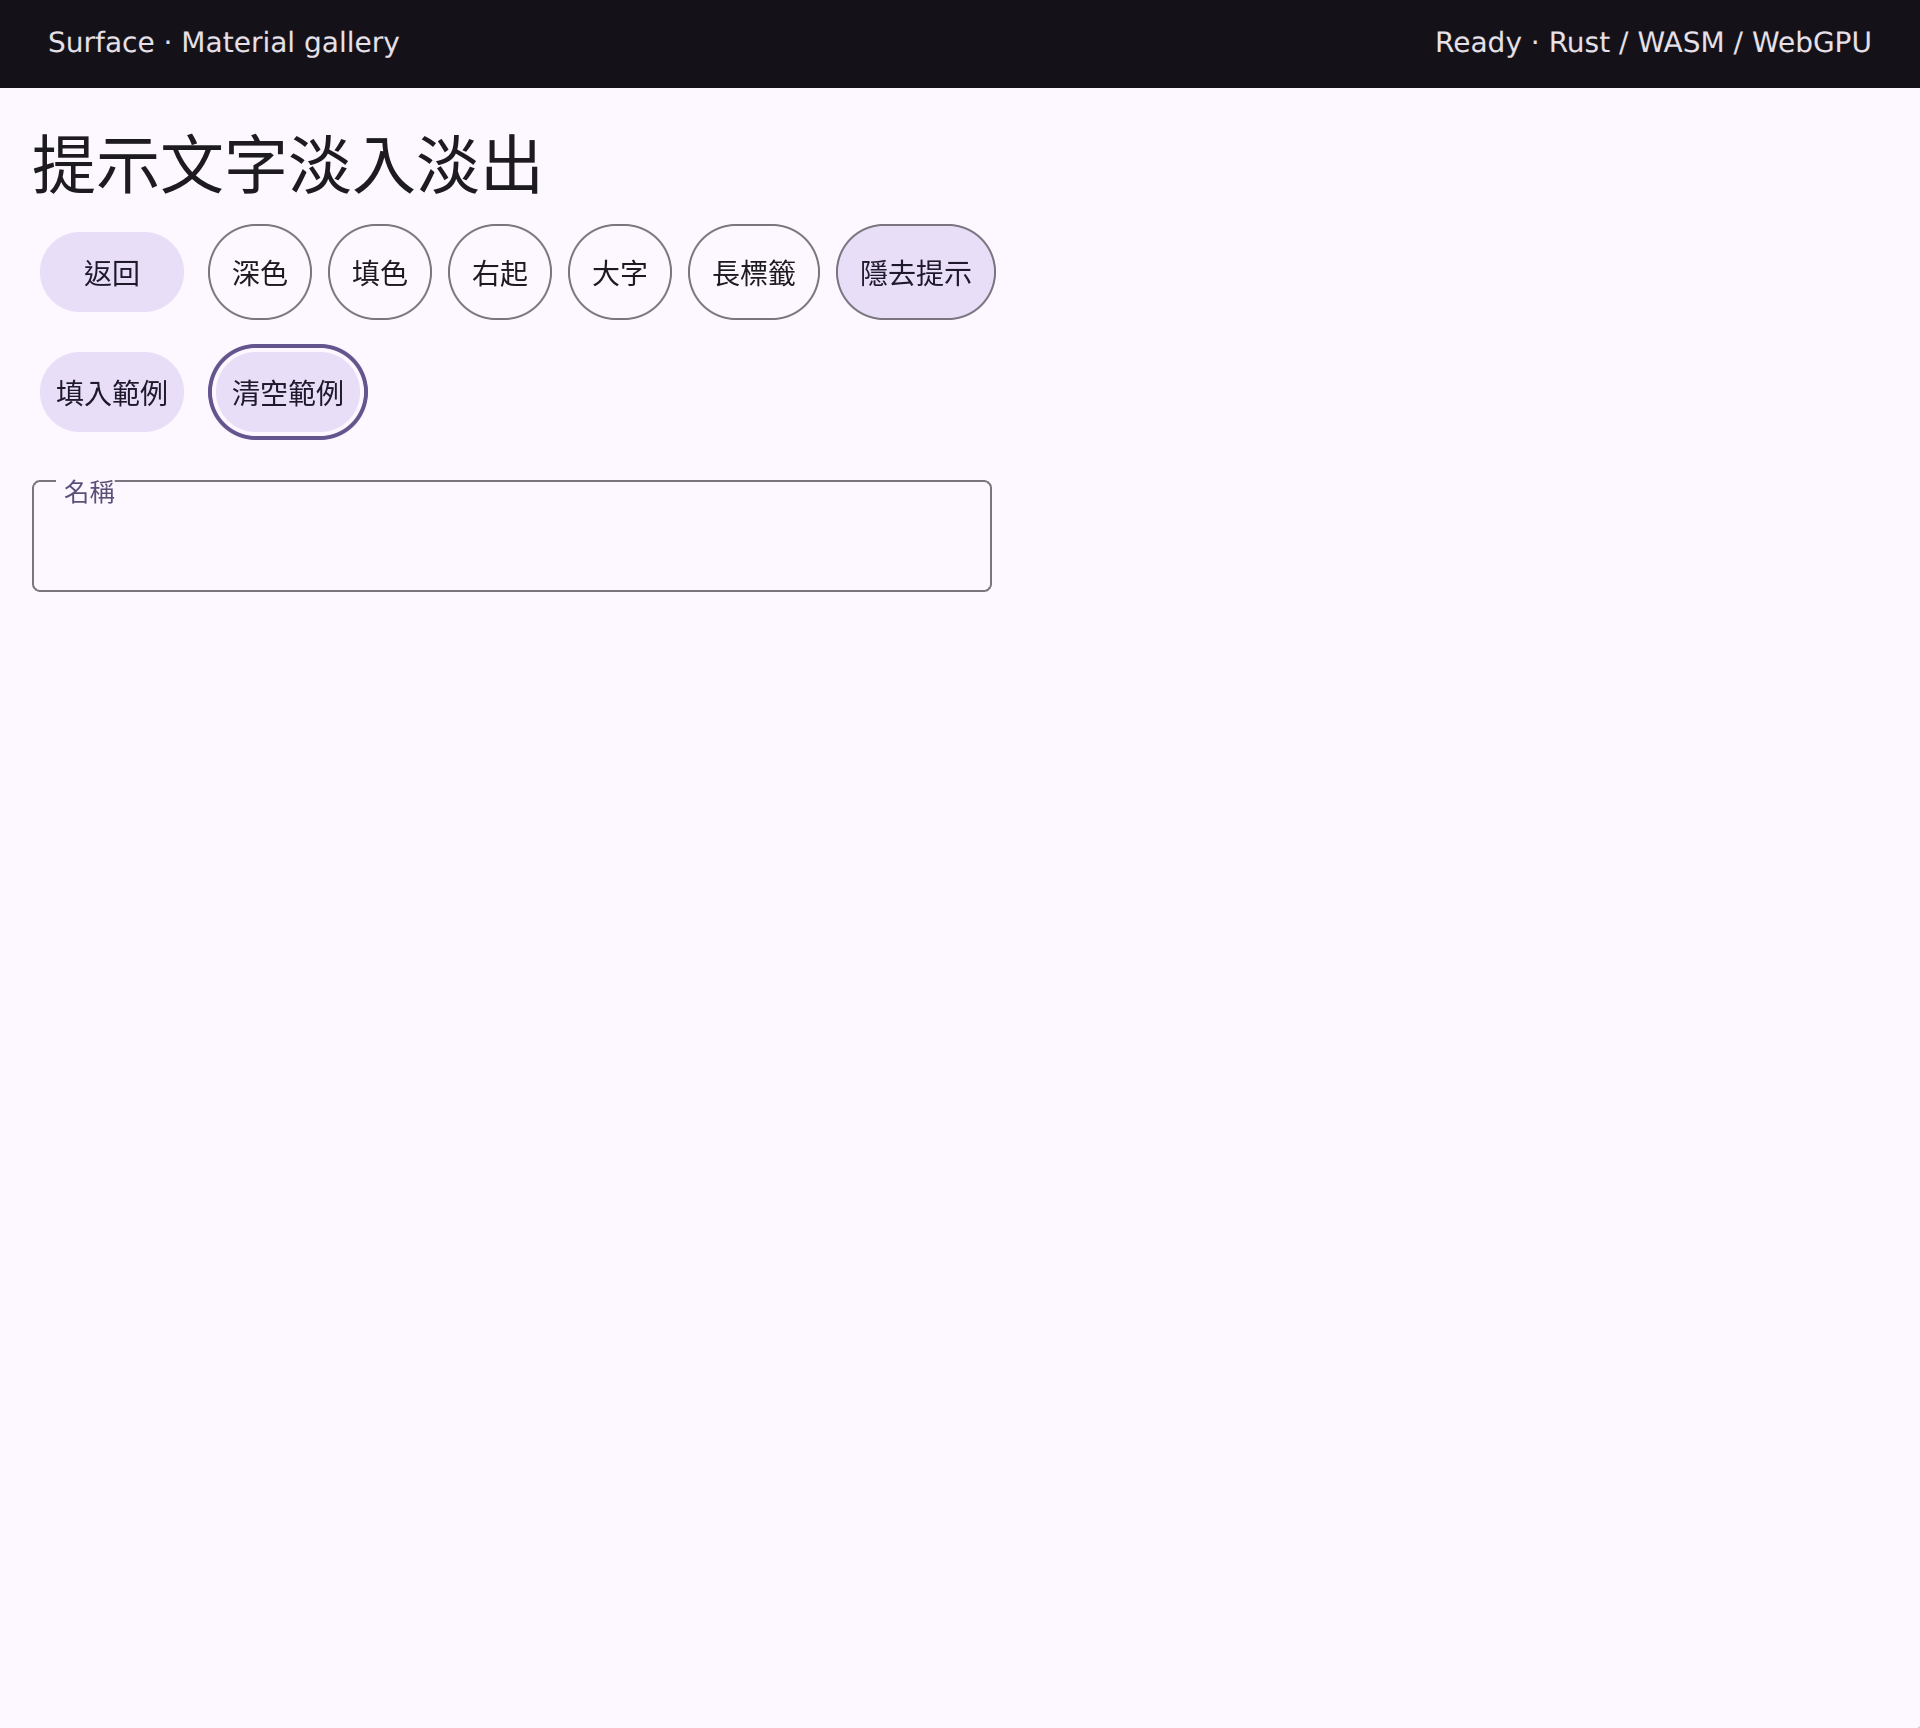 Surface · Material gallery
Ready · Rust / WASM / WebGPU
提示文字淡入淡出
返回 深色 填色 右起 大字 長標籤 隱去提示
填入範例 清空範例
名稱